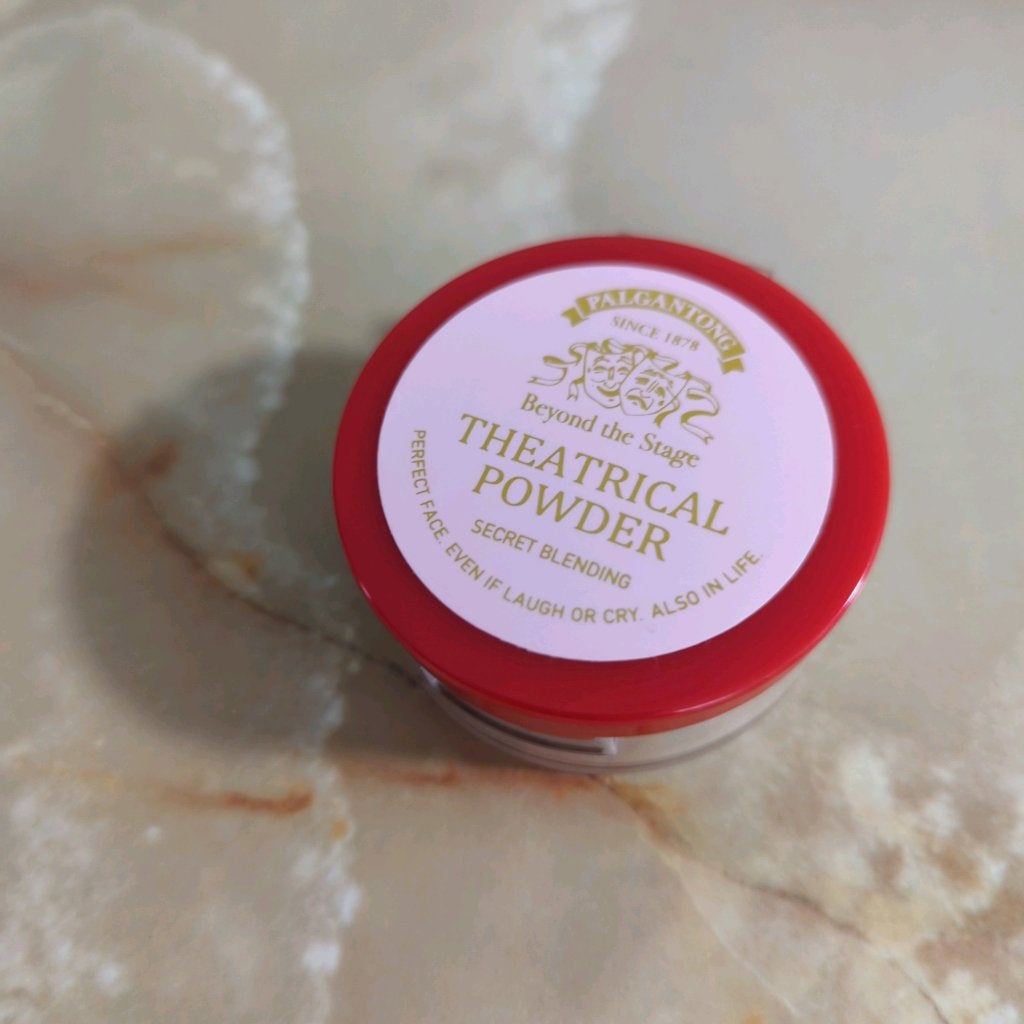 PALGANTONG
SINCE 1878
Beyond the Stage
THEATRICAL
POWDER
SECRET BLENDING
PERFECT FACE. EVEN IF LAUGH OR CRY. ALSO IN LIFE.